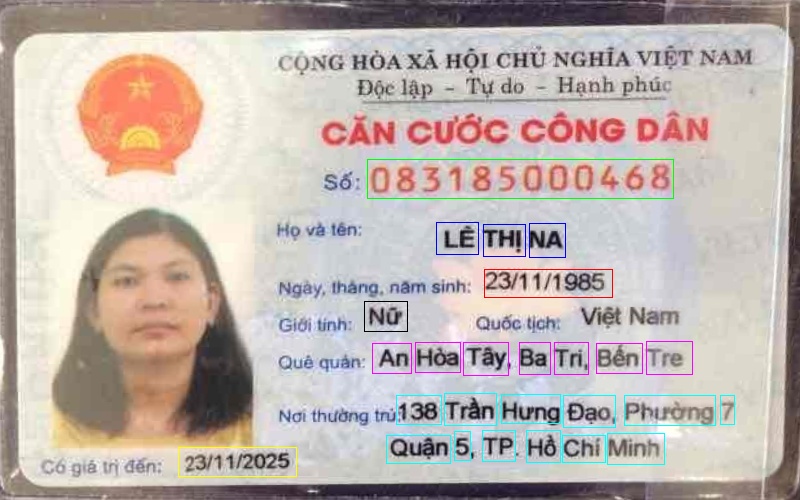 CỘNG HÒA XÃ HỘI CHỦ NGHĨA VIỆT NAM
Độc lập - Tự do - Hạnh phúc
CĂN CƯỚC CÔNG DÂN
Số: 083185000468
Họ và tên: LÊ THỊ NA
Ngày, tháng, năm sinh: 23/11/1985
Giới tính: Nữ Quốc tịch: Việt Nam
Quê quán: An Hòa Tây, Ba Tri, Bến Tre
Nơi thường trú: 138 Trần Hưng Đạo, Phường 7
Quận 5, TP. Hồ Chí Minh
Có giá trị đến: 23/11/2025